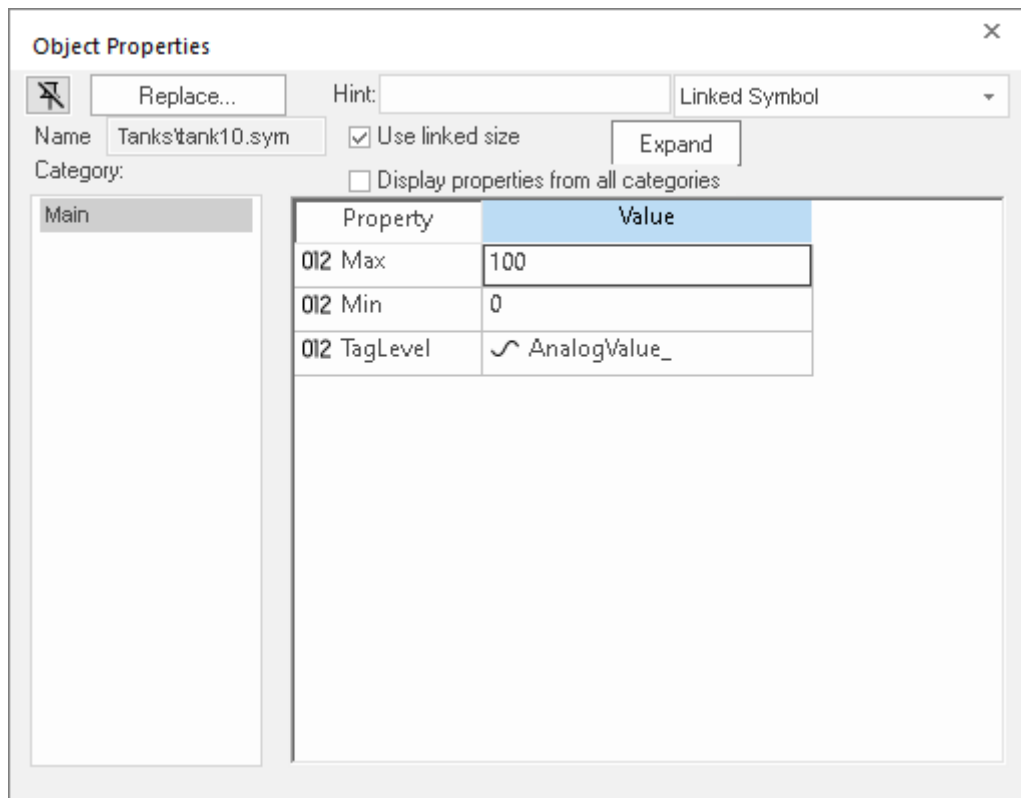 Object Properties
Replace... Hint: Linked Symbol
Name Tanks\tank10.sym Use linked size Expand
Category: Display properties from all categories
Main
Property Value
012 Max 100
012 Min 0
012 TagLevel AnalogValue_